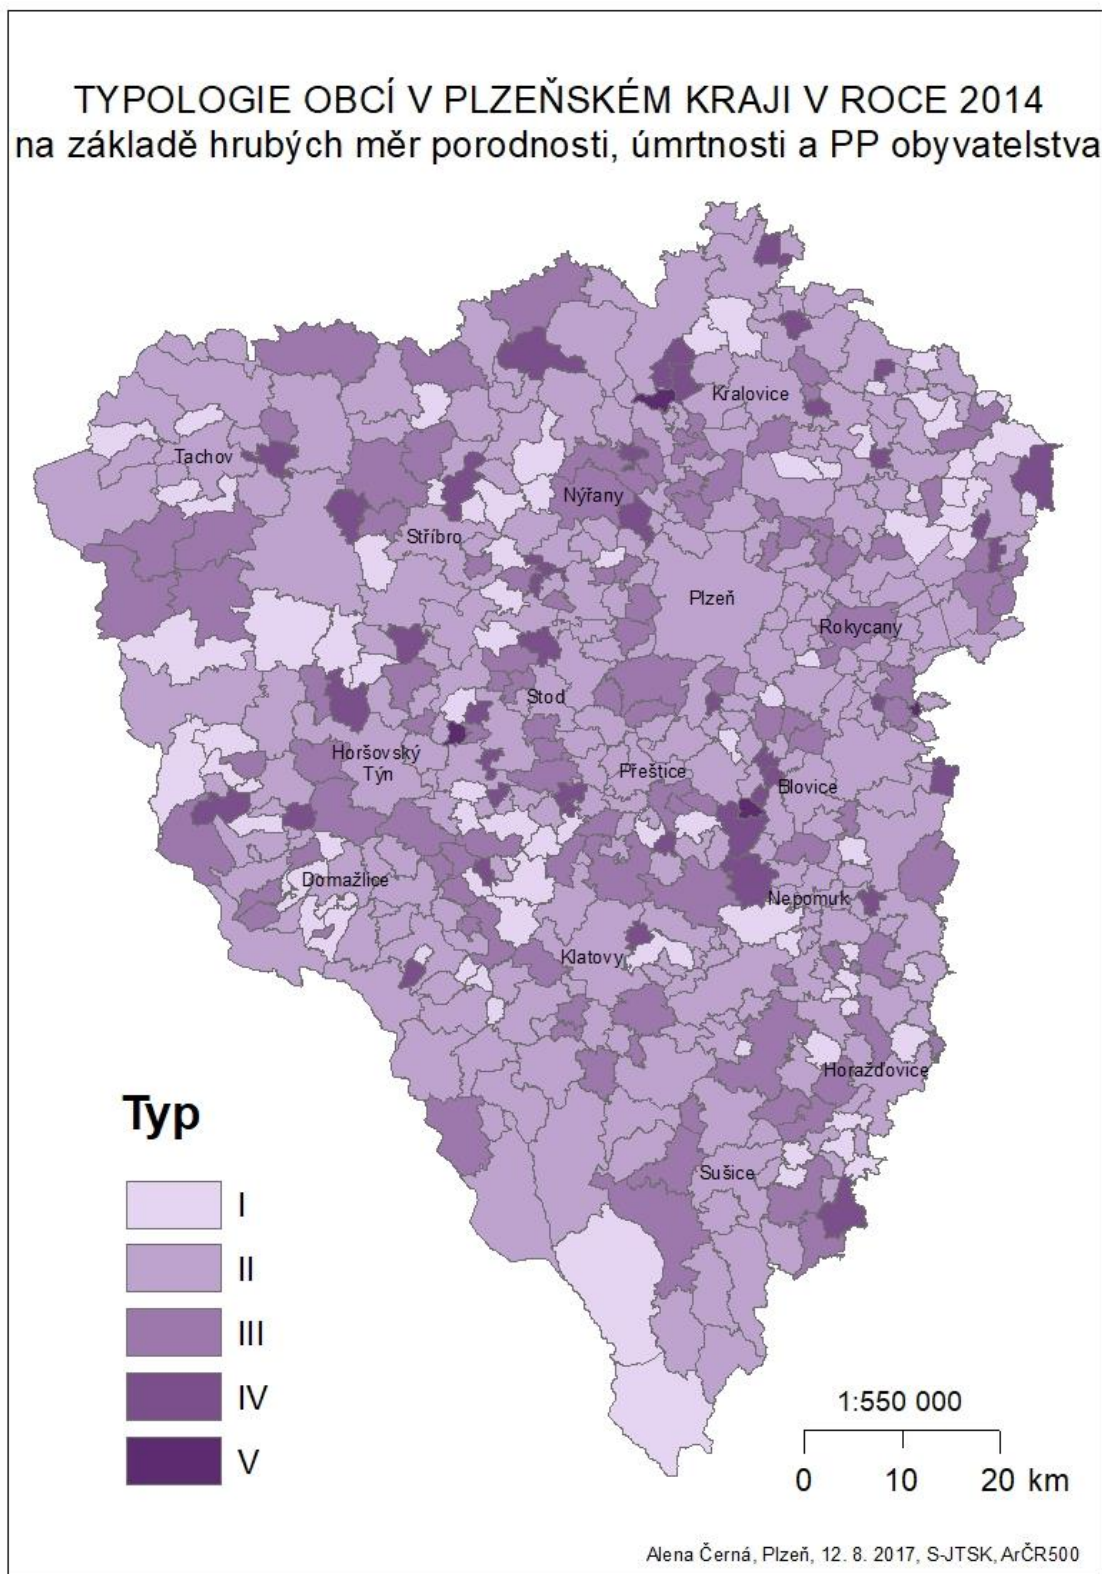 TYPOLOGIE OBCÍ V PLZEŇSKÉM KRAJI V ROCE 2014
na základě hrubých měr porodnosti, úmrtnosti a PP obyvatelstva
Kralovice
Tachov
Nýřany
Stříbro
Plzeň
Rokycany
Stod
Horšovský
Týn
Přeštice
Blovice
Domažlice
Nepomuk
Klatovy
Horažďovice
Sušice
Typ
I
II
III
IV
V
1:550 000
0 10 20 km
Alena Černá, Plzeň, 12. 8. 2017, S-JTSK, ArČR500